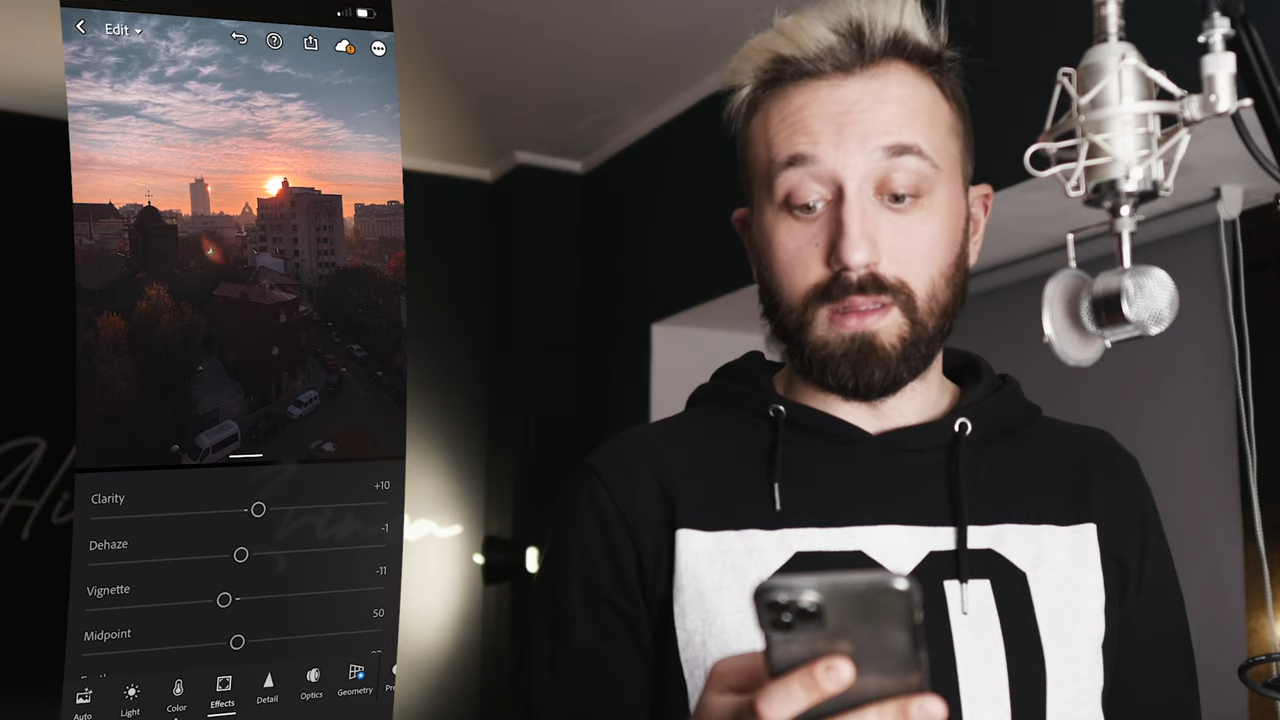 Edit
Clarity +10
Dehaze -1
Vignette -11
Midpoint 50
Auto Light Color Effects Detail Optics Geometry